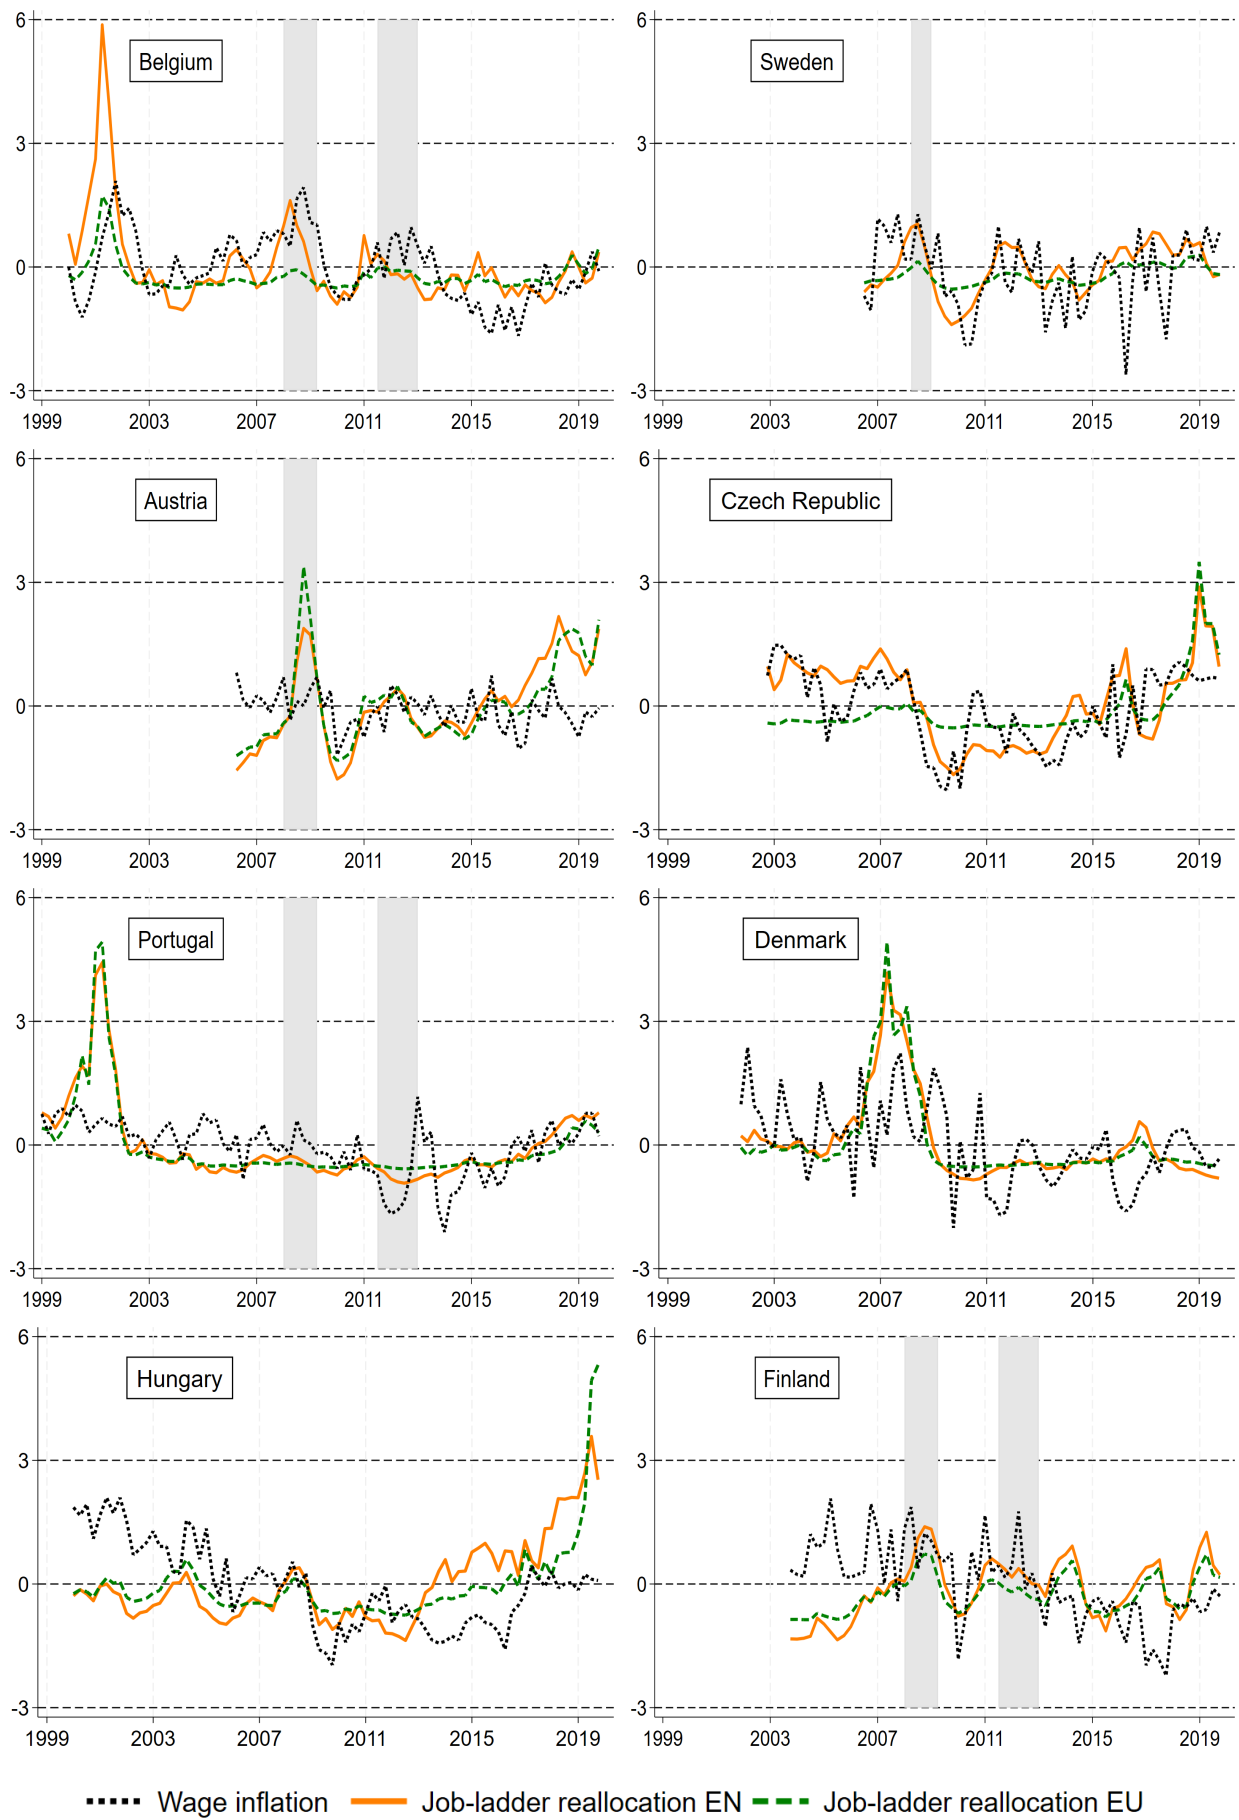 6
Belgium
3
0
-3
1999 2003 2007 2011 2015 2019
6
Sweden
3
0
-3
1999 2003 2007 2011 2015 2019
6
Austria
3
0
-3
1999 2003 2007 2011 2015 2019
6
Czech Republic
3
0
-3
1999 2003 2007 2011 2015 2019
6
Portugal
3
0
-3
1999 2003 2007 2011 2015 2019
6
Denmark
3
0
-3
1999 2003 2007 2011 2015 2019
6
Hungary
3
0
-3
1999 2003 2007 2011 2015 2019
6
Finland
3
0
-3
1999 2003 2007 2011 2015 2019
Wage inflation Job-ladder reallocation EN Job-ladder reallocation EU